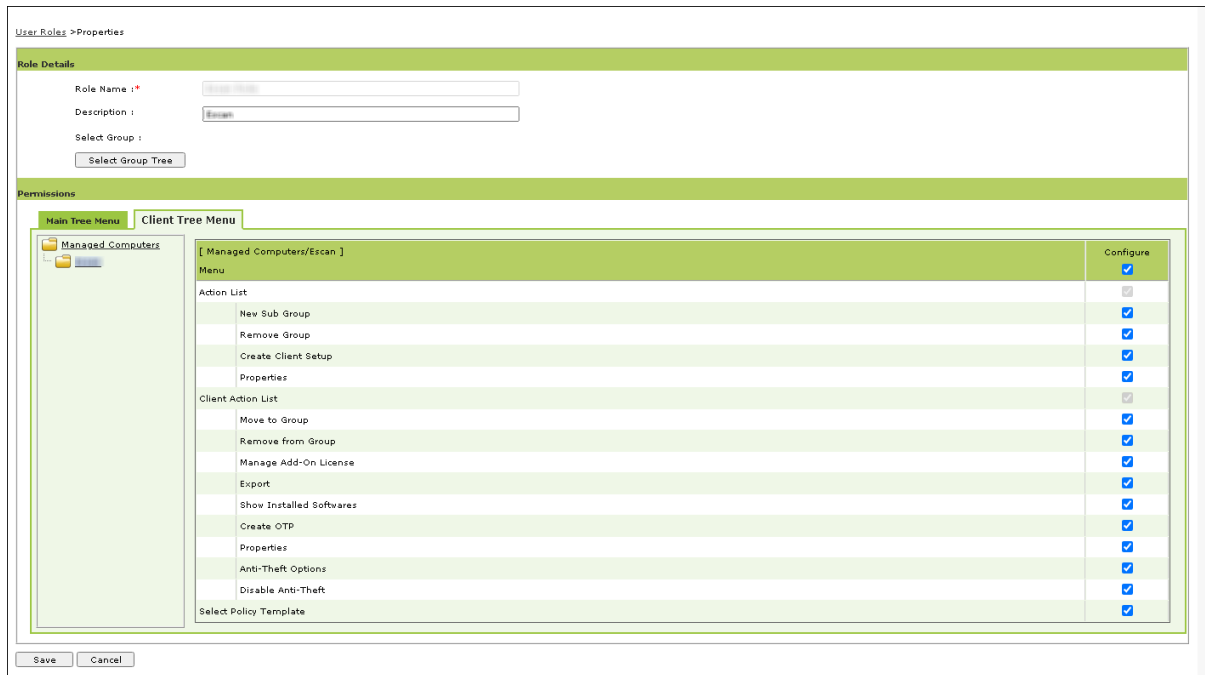 User Roles >Properties
Role Details
Role Name :*
Description :
Select Group :
Select Group Tree
Permissions
Main Tree Menu
Client Tree Menu
Managed Computers
[ Managed Computers/Escan ]
Configure
Menu
Action List
New Sub Group
Remove Group
Create Client Setup
Properties
Client Action List
Move to Group
Remove from Group
Manage Add-On License
Export
Show Installed Softwares
Create OTP
Properties
Anti-Theft Options
Disable Anti-Theft
Select Policy Template
Save
Cancel